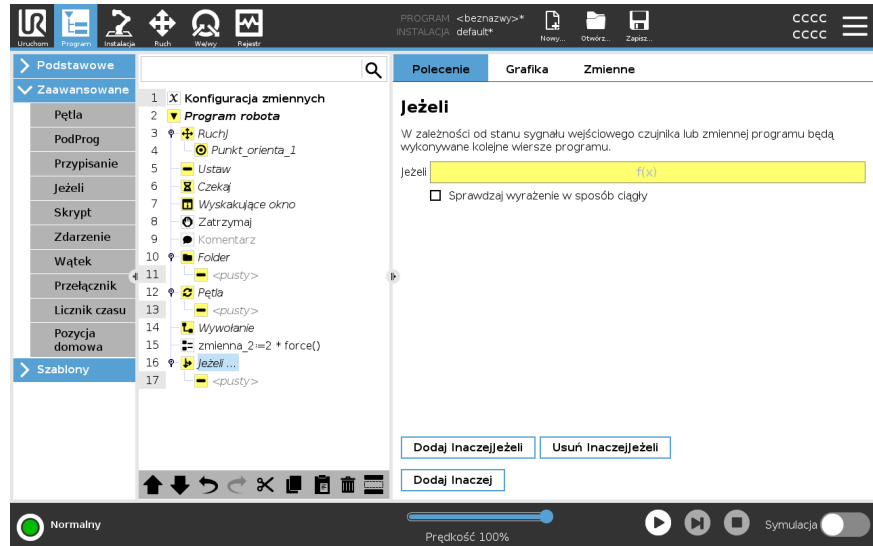 UR
PROGRAM <beznazwy>*
INSTALACJA default*
Uruchom Program Instalacja Ruch We/wy Rejestr
Nowy... Otwórz... Zapisz...
CCCC
CCCC
Podstawowe
Zaawansowane
Pętla
PodProg
Przypisanie
Jeżeli
Skrypt
Zdarzenie
Wątek
Przełącznik
Licznik czasu
Pozycja
domowa
Szablony
1 X Konfiguracja zmiennych
2 Program robota
3 RuchJ
4 Punkt_orienta_1
5 Ustaw
6 Czekaj
7 Wyskakujące okno
8 Zatrzymaj
9 Komentarz
10 Folder
11 <pusty>
12 Pętla
13 <pusty>
14 Wywołanie
15 zmienna_2:=2 * force()
16 Jeżeli ...
17 <pusty>
Polecenie Grafika Zmienne
Jeżeli
W zależności od stanu sygnału wejściowego czujnika lub zmiennej programu będą
wykonywane kolejne wiersze programu.
Jeżeli f(x)
Sprawdzaj wyrażenie w sposób ciągły
Dodaj InaczejJeżeli Usuń InaczejJeżeli
Dodaj Inaczej
Normalny
Prędkość 100%
Symulacja